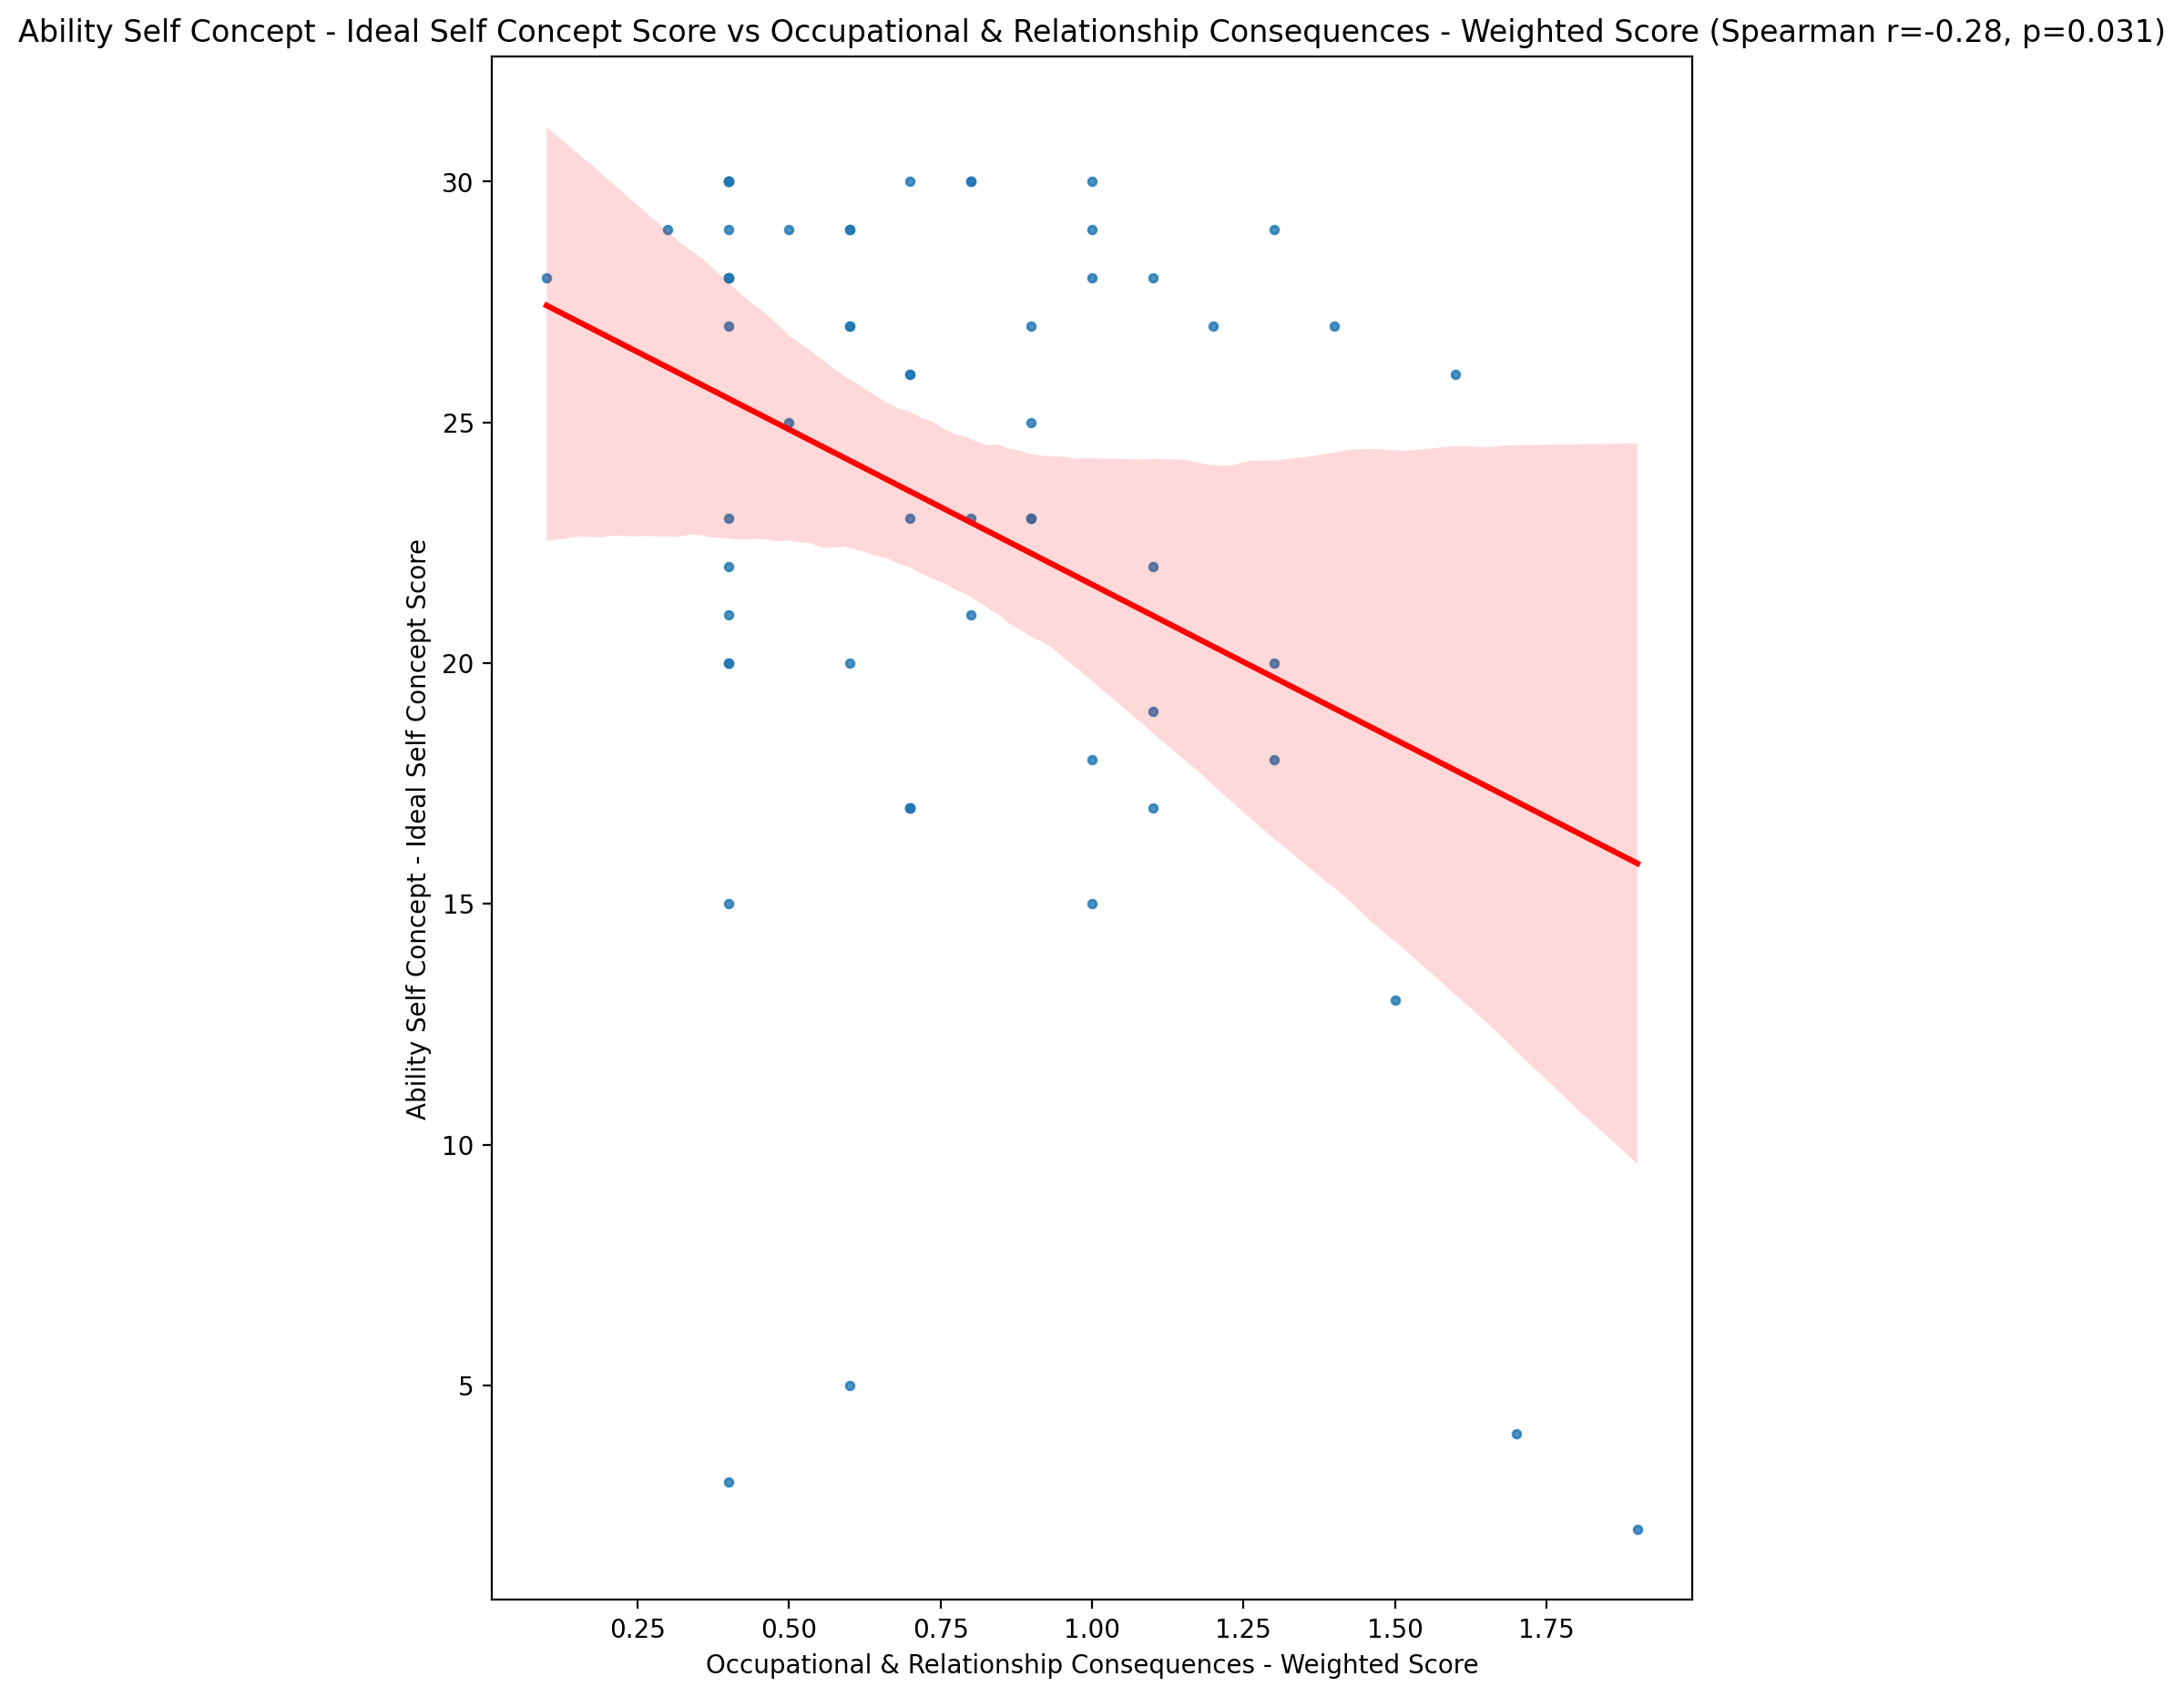 Ability Self Concept - Ideal Self Concept Score vs Occupational & Relationship Consequences - Weighted Score (Spearman r=-0.28, p=0.031)
Ability Self Concept - Ideal Self Concept Score
30
25
20
15
10
5
0.25 0.50 0.75 1.00 1.25 1.50 1.75
Occupational & Relationship Consequences - Weighted Score